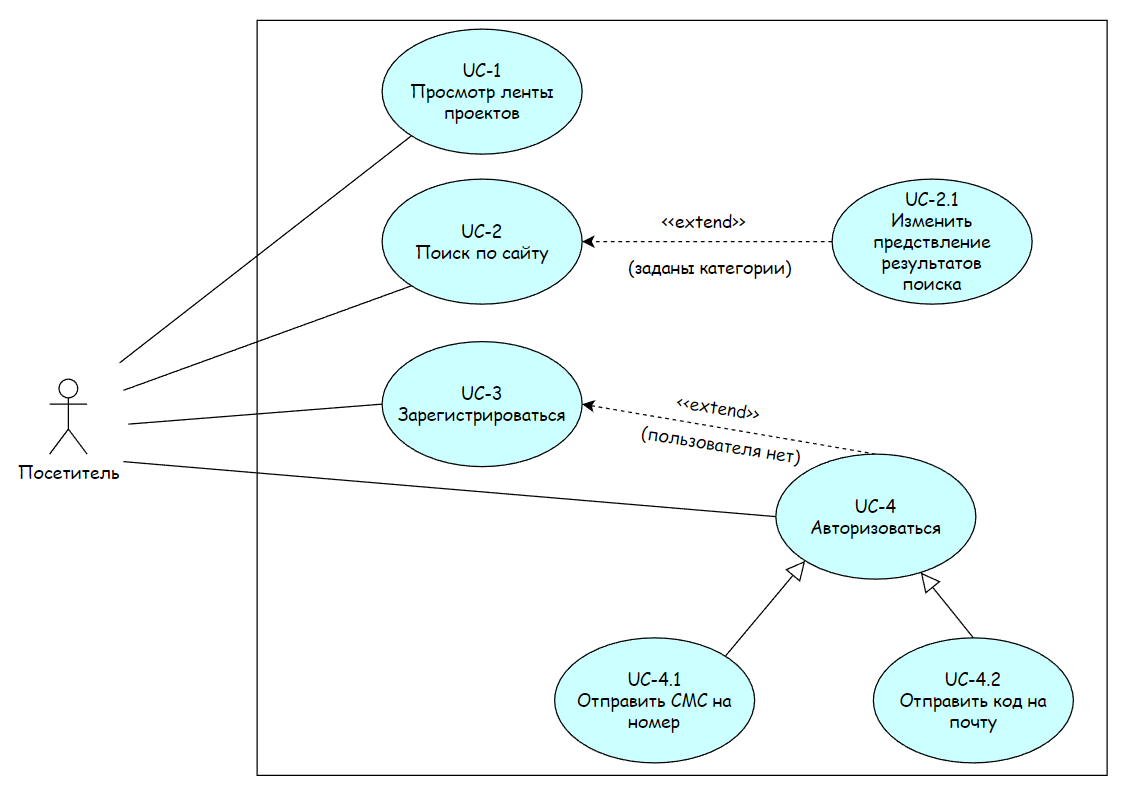 UC-1
Просмотр ленты
проектов
UC-2
Поиск по сайту
<<extend>>
(заданы категории)
UC-2.1
Изменить
предствление
результатов
поиска
Посетитель
UC-3
Зарегистрироваться
<<extend>>
(пользователя нет)
UC-4
Авторизоваться
UC-4.1
Отправить СМС на
номер
UC-4.2
Отправить код на
почту